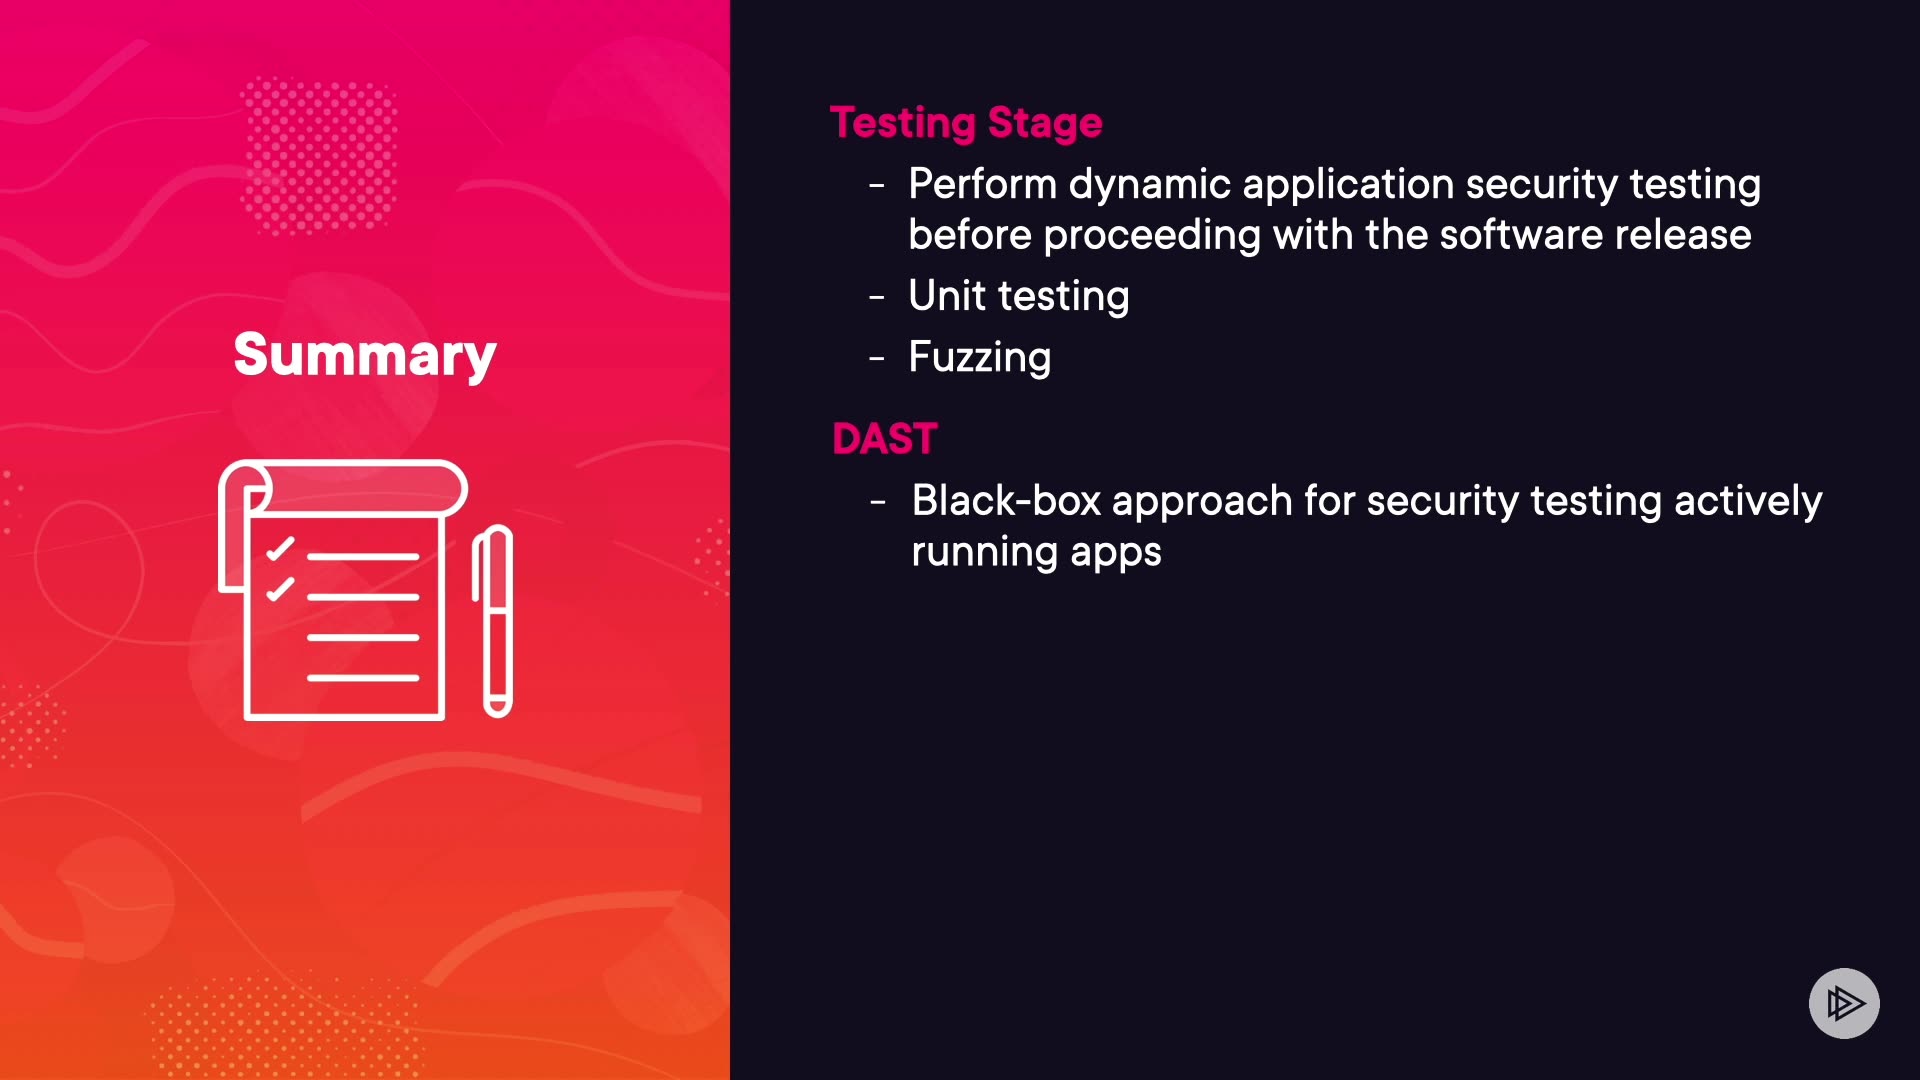 Summary
Testing Stage
- Perform dynamic application security testing
before proceeding with the software release
- Unit testing
- Fuzzing
DAST
- Black-box approach for security testing actively
running apps